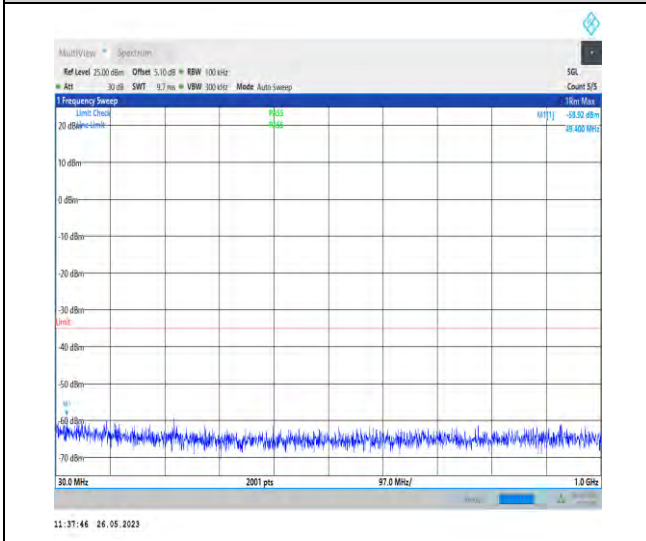 MultiView Spectrum
Ref Level 25.00 dBm Offset 5.10 dB RBW 100 kHz SGL
Att 30 dB SWT 9.7 ms VBW 300 kHz Mode Auto Sweep Count 5/5
1 Frequency Sweep 1Rm Max
Limit Check PASS M1[1]
Line Limit PASS 49.400 MHz
20 dBm
10 dBm
0 dBm
-10 dBm
-20 dBm
-30 dBm
Limit
-40 dBm
-50 dBm
M1
-60 dBm
-70 dBm
30.0 MHz 2001 pts 97.0 MHz/ 1.0 GHz
11:37:46 26.05.2023